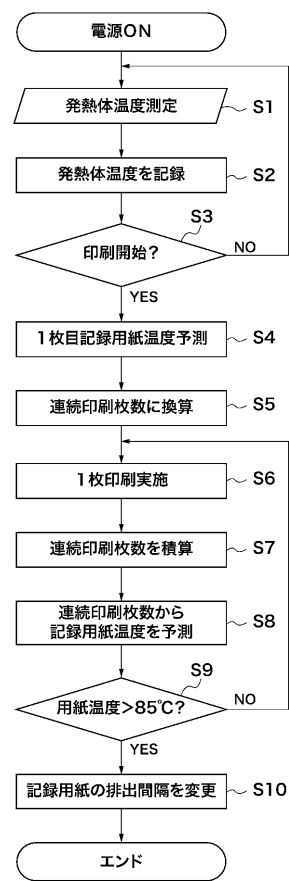 電源ON
発熱体温度測定
S1
発熱体温度を記録
S2
S3
印刷開始?
NO
YES
1枚目記録用紙温度予測
S4
連続印刷枚数に換算
S5
1枚印刷実施
S6
連続印刷枚数を積算
S7
連続印刷枚数から
記録用紙温度を予測
S8
S9
用紙温度>85℃?
NO
YES
記録用紙の排出間隔を変更
S10
エンド